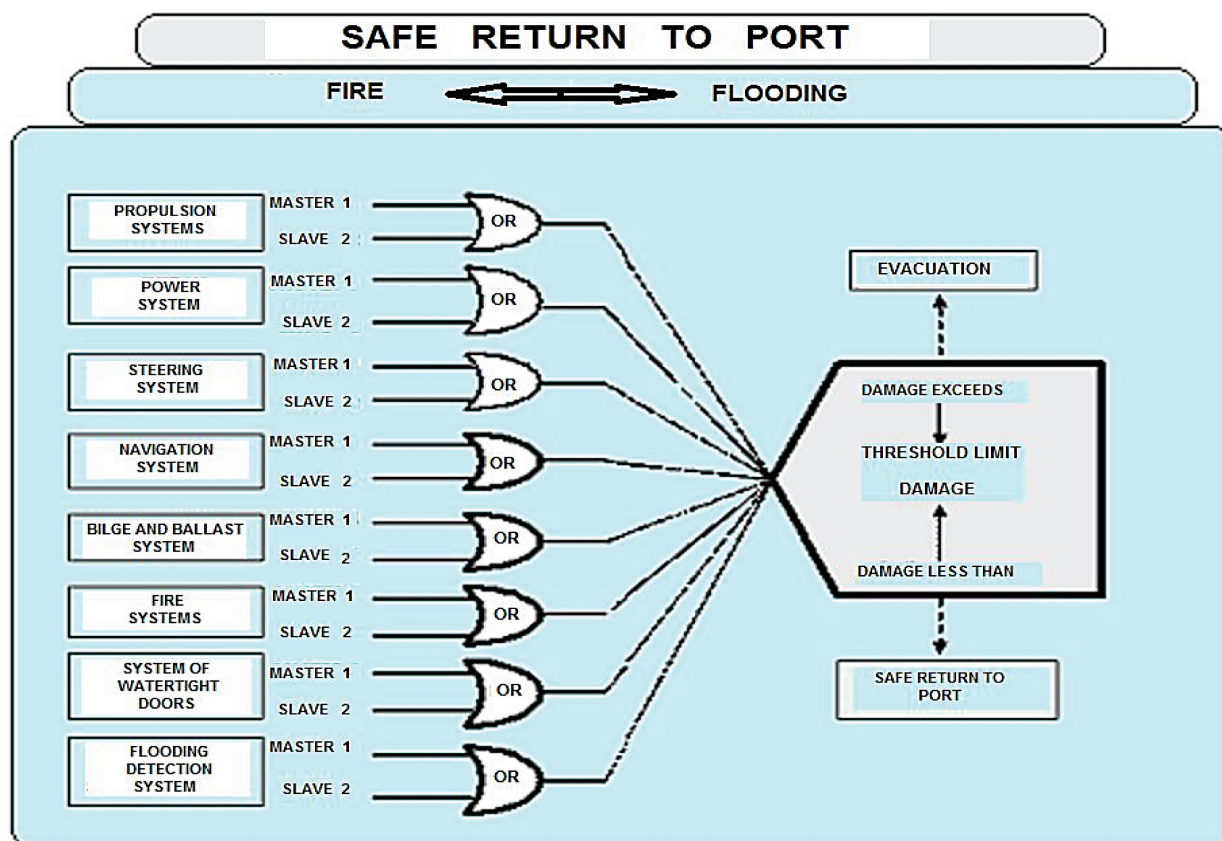 SAFE RETURN TO PORT
FIRE
FLOODING
PROPULSION
SYSTEMS
MASTER 1
SLAVE 2
OR
POWER
SYSTEM
MASTER 1
SLAVE 2
OR
STEERING
SYSTEM
MASTER 1
SLAVE 2
OR
NAVIGATION
SYSTEM
MASTER 1
SLAVE 2
OR
BILGE AND BALLAST
SYSTEM
MASTER 1
SLAVE 2
OR
FIRE
SYSTEMS
MASTER 1
SLAVE 2
OR
SYSTEM OF
WATERTIGHT
DOORS
MASTER 1
SLAVE 2
OR
FLOODING
DETECTION
SYSTEM
MASTER 1
SLAVE 2
OR
EVACUATION
DAMAGE EXCEEDS
THRESHOLD LIMIT
DAMAGE
DAMAGE LESS THAN
SAFE RETURN TO
PORT